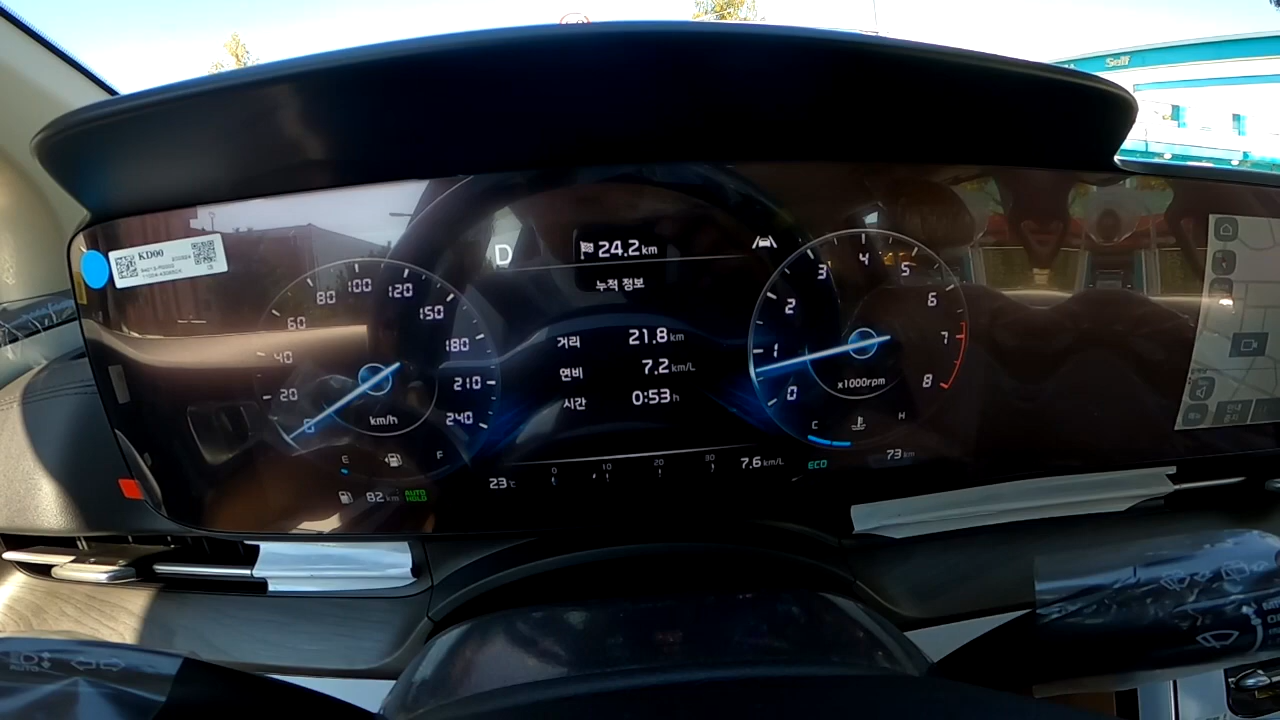 Self
KD00
D
24.2 km
누적 정보
거리 21.8 km
연비 7.2 km/L
시간 0:53 h
0 20 40 60 80 100 120 150 180 210 240
km/h
0 1 2 3 4 5 6 7 8
x1000rpm
E F
C H
82 km
AUTO HOLD
23 ℃
0 10 20 30
7.6 km/L
ECO
73 km
안내
AUTO